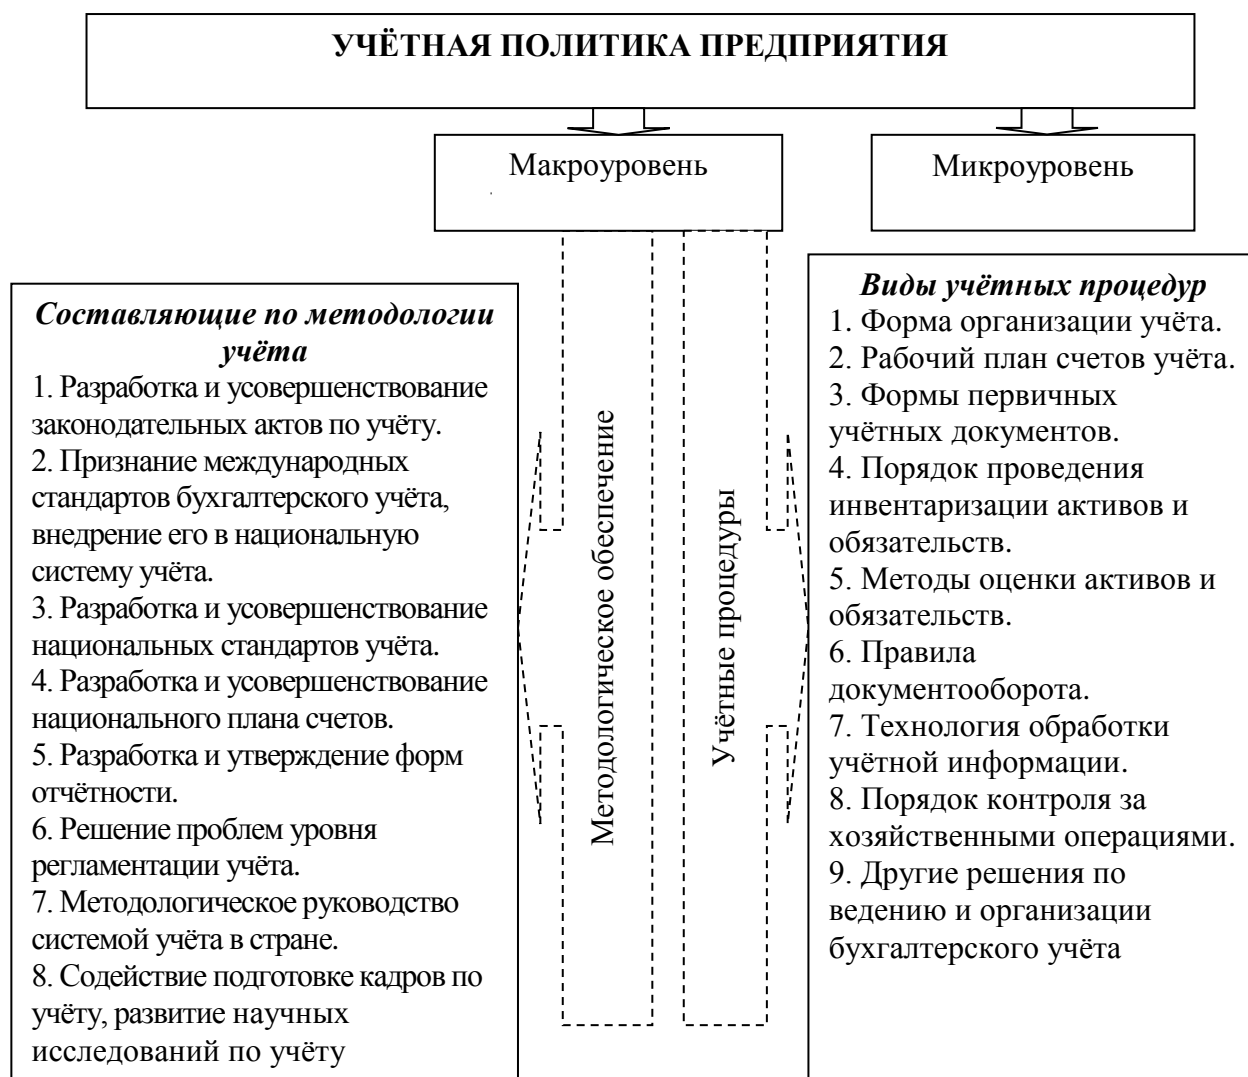 УЧЁТНАЯ ПОЛИТИКА ПРЕДПРИЯТИЯ
Макроуровень
Микроуровень
Составляющие по методологии
учёта
1. Разработка и усовершенствование
законодательных актов по учёту.
2. Признание международных
стандартов бухгалтерского учёта,
внедрение его в национальную
систему учёта.
3. Разработка и усовершенствование
национальных стандартов учёта.
4. Разработка и усовершенствование
национального плана счетов.
5. Разработка и утверждение форм
отчётности.
6. Решение проблем уровня
регламентации учёта.
7. Методологическое руководство
системой учёта в стране.
8. Содействие подготовке кадров по
учёту, развитие научных
исследований по учёту
Методологическое обеспечение
Учётные процедуры
Виды учётных процедур
1. Форма организации учёта.
2. Рабочий план счетов учёта.
3. Формы первичных
учётных документов.
4. Порядок проведения
инвентаризации активов и
обязательств.
5. Методы оценки активов и
обязательств.
6. Правила
документооборота.
7. Технология обработки
учётной информации.
8. Порядок контроля за
хозяйственными операциями.
9. Другие решения по
ведению и организации
бухгалтерского учёта